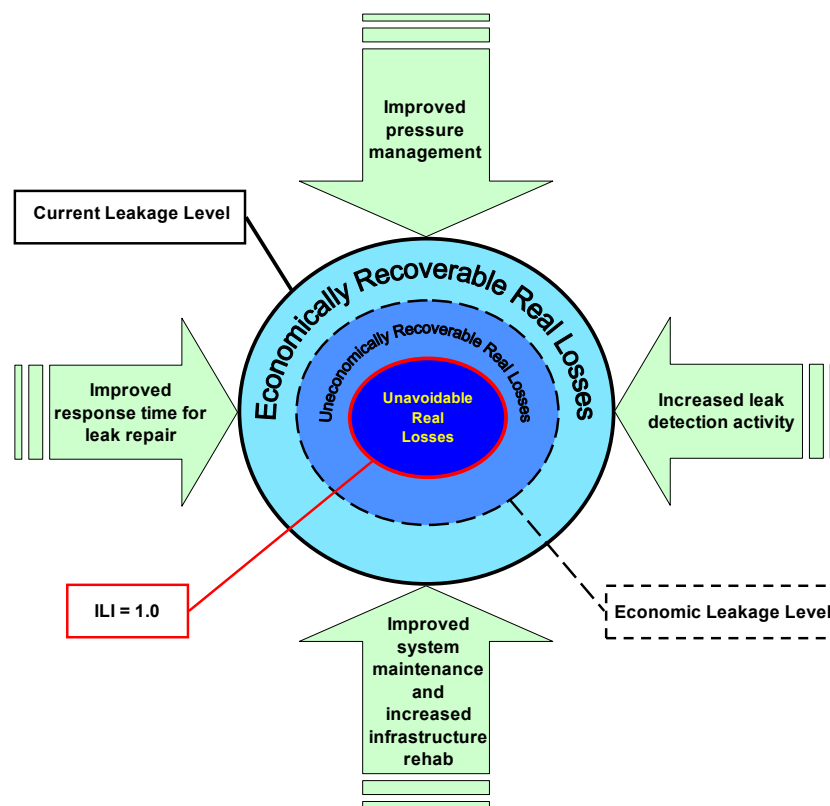 Improved
pressure
management
Current Leakage Level
Economically Recoverable Real Losses
Uneconomically Recoverable Real Losses
Unavoidable
Real
Losses
Improved
response time for
leak repair
Increased leak
detection activity
ILI = 1.0
Economic Leakage Level
Improved
system
maintenance
and
increased
infrastructure
rehab